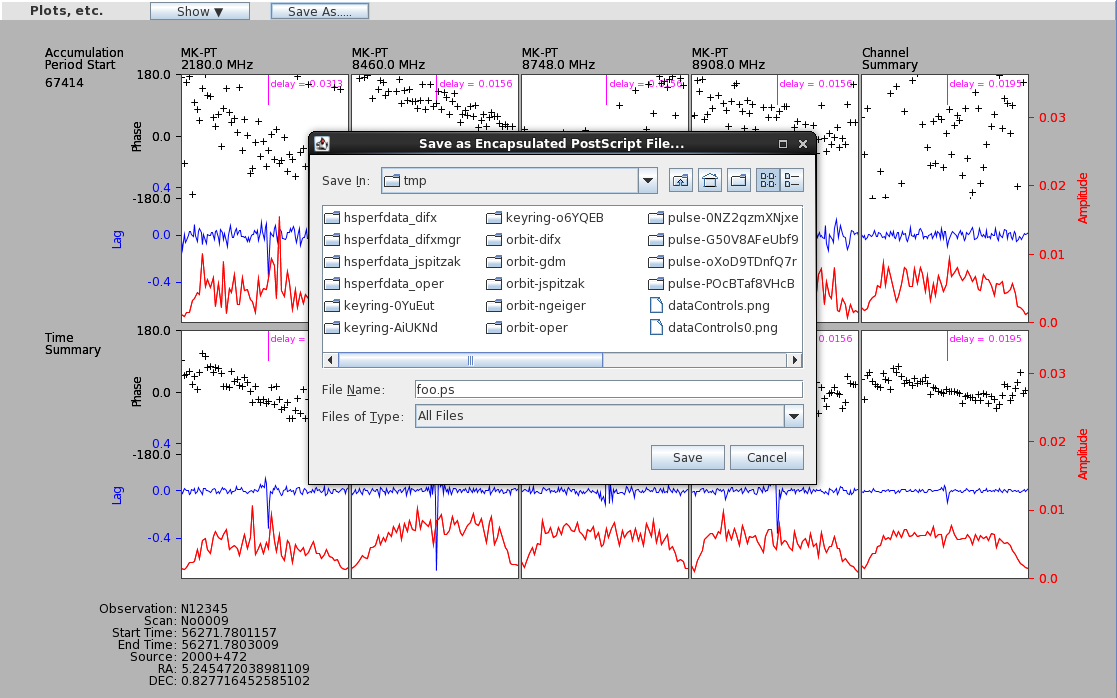 Plots, etc.
Show ▼
Save As.....
Accumulation
Period Start
67414
MK-PT
2180.0 MHz
MK-PT
8460.0 MHz
MK-PT
8748.0 MHz
MK-PT
8908.0 MHz
Channel
Summary
180.0
0.0
-180.0
Phase
0.4
0.0
-0.4
Lag
delay = 0.0313
delay = 0.0156
delay =
delay = 0.0156
delay = 0.0195
0.03
0.02
0.01
0.0
Amplitude
Save as Encapsulated PostScript File...
Save In:
tmp
hsperfdata_difx
hsperfdata_difxmgr
hsperfdata_jspitzak
hsperfdata_oper
keyring-0YuEut
keyring-AiUKNd
keyring-o6YQEB
orbit-difx
orbit-gdm
orbit-jspitzak
orbit-ngeiger
orbit-oper
pulse-0NZ2qzmXNjxe
pulse-G50V8AFeUbf9
pulse-oXoD9TDnfQ7r
pulse-POcBTaf8VHcB
dataControls.png
dataControls0.png
File Name:
foo.ps
Files of Type:
All Files
Save
Cancel
Time
Summary
180.0
0.0
-180.0
Phase
0.4
0.0
-0.4
Lag
delay =
0.0156
delay = 0.0195
0.03
0.02
0.01
0.0
Amplitude
Observation: N12345
Scan: No0009
Start Time: 56271.7801157
End Time: 56271.7803009
Source: 2000+472
RA: 5.245472038981109
DEC: 0.827716452585102